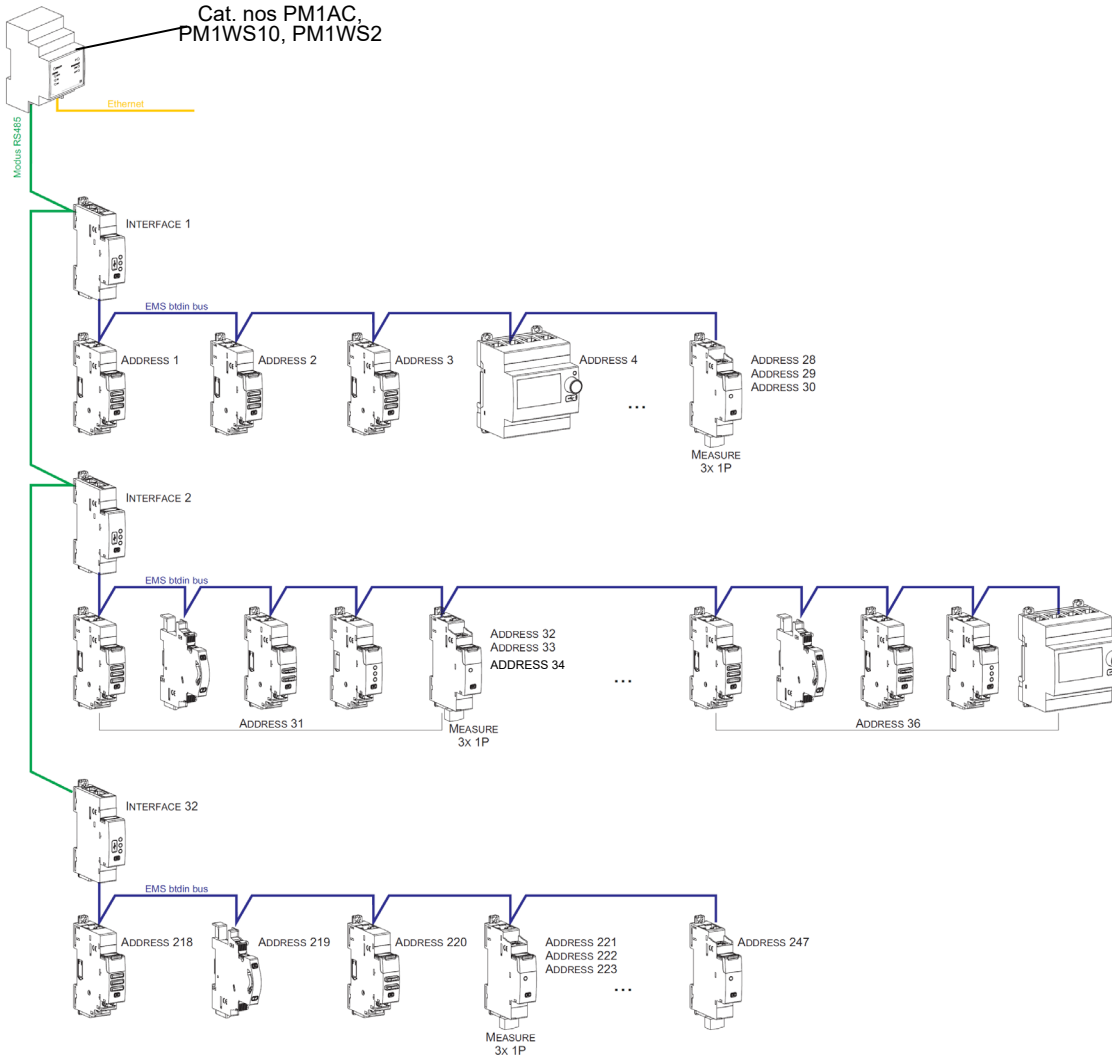 Cat. nos PM1AC,
PM1WS10, PM1WS2
Ethernet
Modus RS485
INTERFACE 1
EMS btdin bus
ADDRESS 1
ADDRESS 2
ADDRESS 3
ADDRESS 4
...
ADDRESS 28
ADDRESS 29
ADDRESS 30
MEASURE
3X 1P
INTERFACE 2
EMS btdin bus
ADDRESS 32
ADDRESS 33
ADDRESS 34
...
ADDRESS 31
MEASURE
3X 1P
ADDRESS 36
INTERFACE 32
EMS btdin bus
ADDRESS 218
ADDRESS 219
ADDRESS 220
ADDRESS 221
ADDRESS 222
ADDRESS 223
...
ADDRESS 247
MEASURE
3X 1P